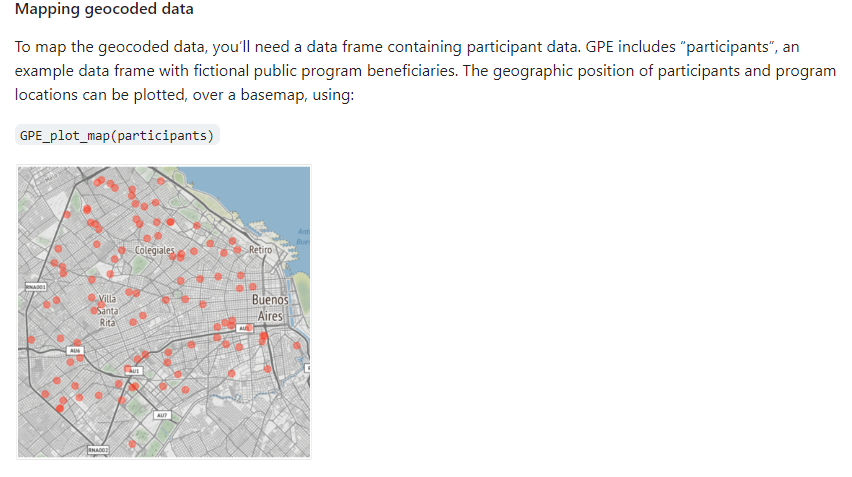 Mapping geocoded data
To map the geocoded data, you'll need a data frame containing participant data. GPE includes "participants", an
example data frame with fictional public program beneficiaries. The geographic position of participants and program
locations can be plotted, over a basemap, using:
GPE_plot_map(participants)
Colegiales
Retiro
RNA001
Villa
Santa
Rita
Buenos
Aires
AU6
AU1
AU7
RNA002